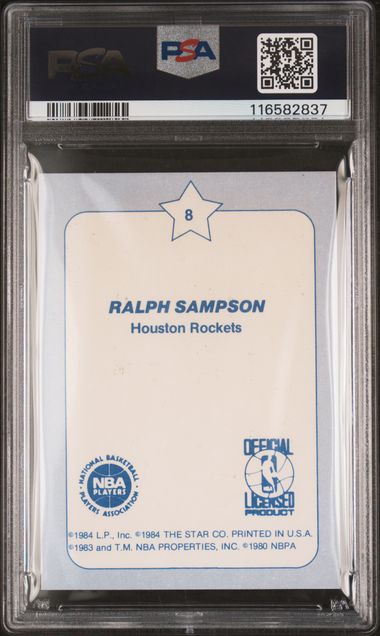 PSA
PSA
116582837
8
RALPH SAMPSON
Houston Rockets
NATIONAL BASKETBALL
NBA
PLAYERS
PLAYERS ASSOCIATION
OFFICIAL
LICENSED
PRODUCT
©1984 L.P., Inc. ©1984 THE STAR CO. PRINTED IN U.S.A.
©1983 and T.M. NBA PROPERTIES, INC. ©1980 NBPA